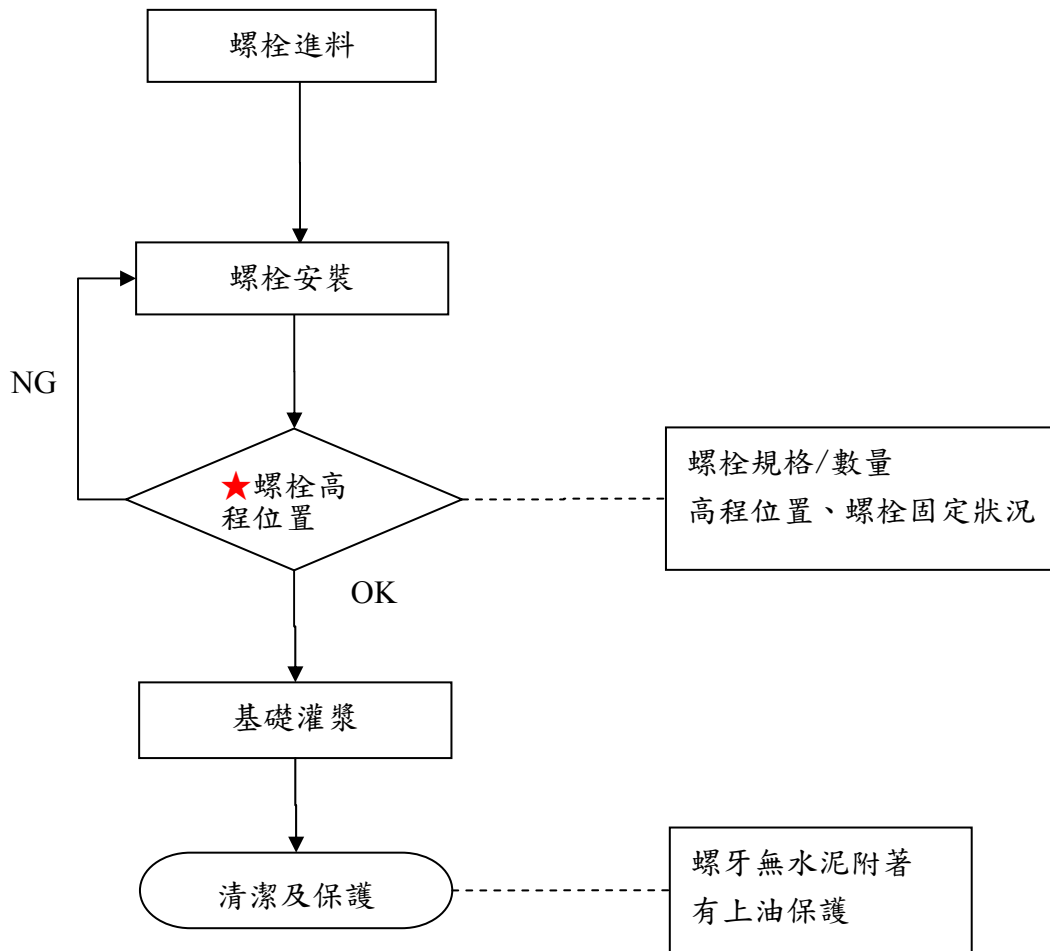 螺栓進料
螺栓安裝
NG
★螺栓高
程位置
螺栓規格/數量
高程位置、螺栓固定狀況
OK
基礎灌漿
清潔及保護
螺牙無水泥附著
有上油保護